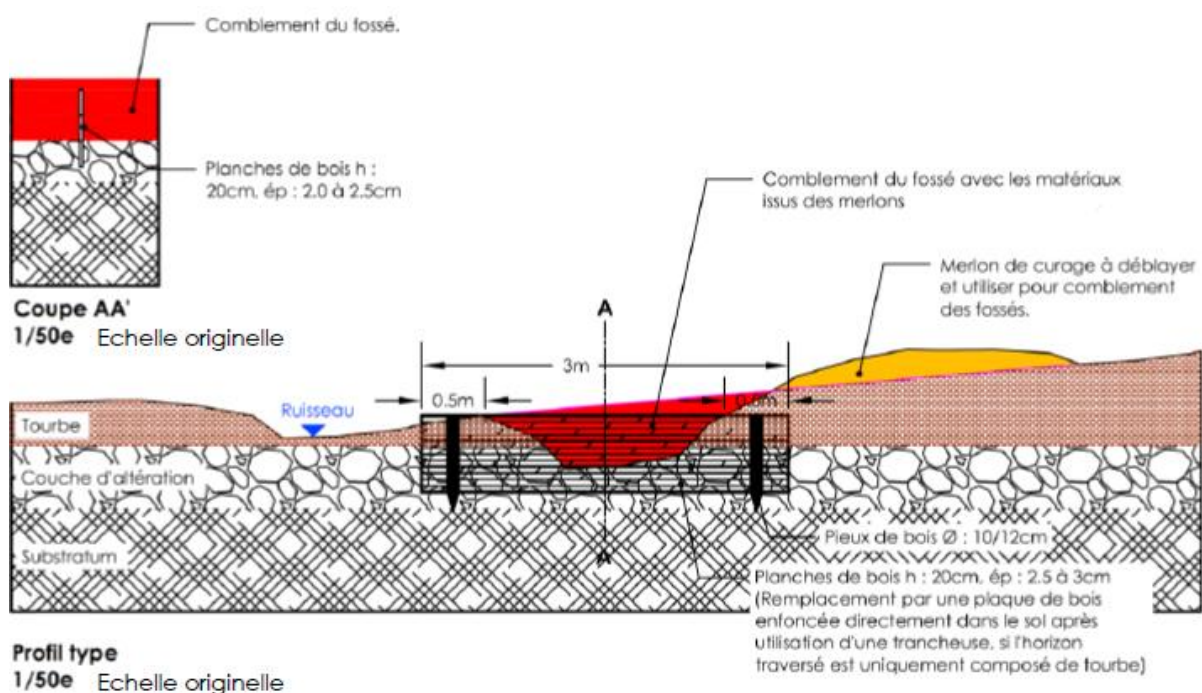 Comblement du fossé.
Planches de bois h :
20cm, ép : 2.0 à 2.5cm
Coupe AA'
1/50e Echelle originelle
Comblement du fossé avec les matériaux
issus des merlons
Merlon de curage à déblayer
et utiliser pour comblement
des fossés.
A
3m
0.5m
Ruisseau
Tourbe
Couche d'altération
Substratum
A
Pieux de bois Ø : 10/12cm
Planches de bois h : 20cm, ép : 2.5 à 3cm
(Remplacement par une plaque de bois
enfoncée directement dans le sol après
utilisation d'une trancheuse, si l'horizon
traversé est uniquement composé de tourbe)
Profil type
1/50e Echelle originelle